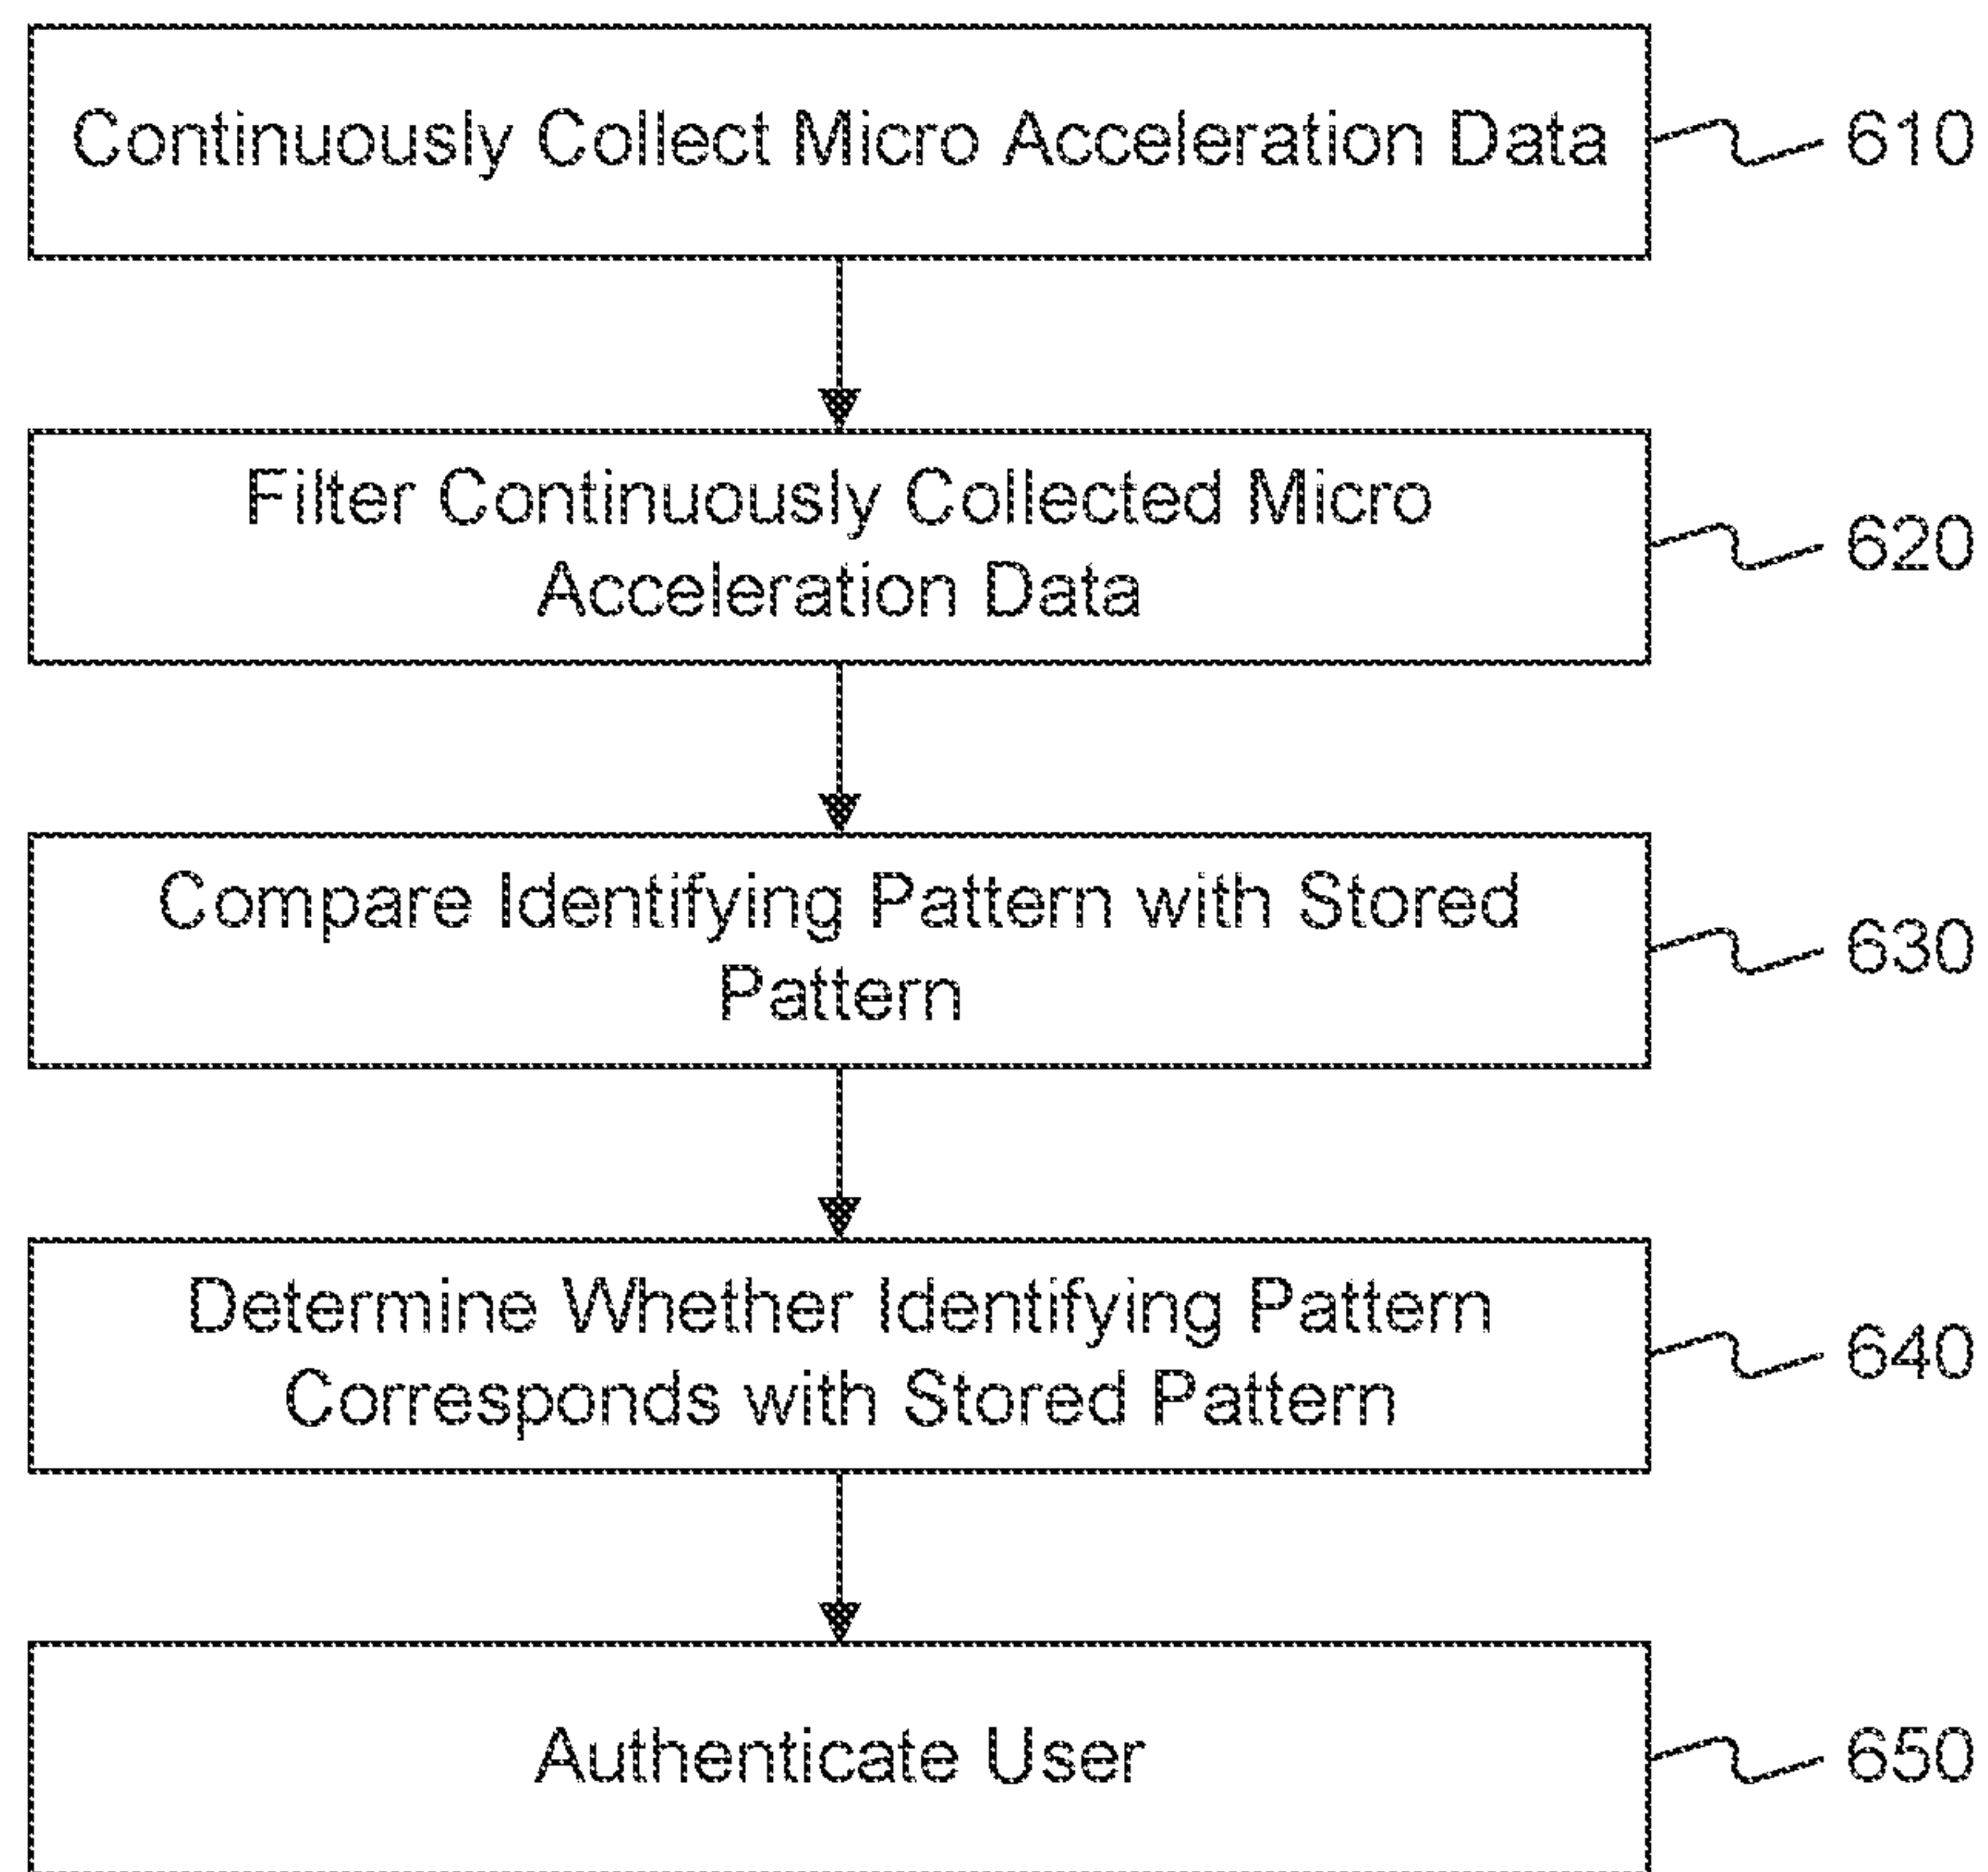 Continuously Collect Micro Acceleration Data
610
Filter Continuously Collected Micro
Acceleration Data
620
Compare Identifying Pattern with Stored
Pattern
630
Determine Whether Identifying Pattern
Corresponds with Stored Pattern
640
Authenticate User
650